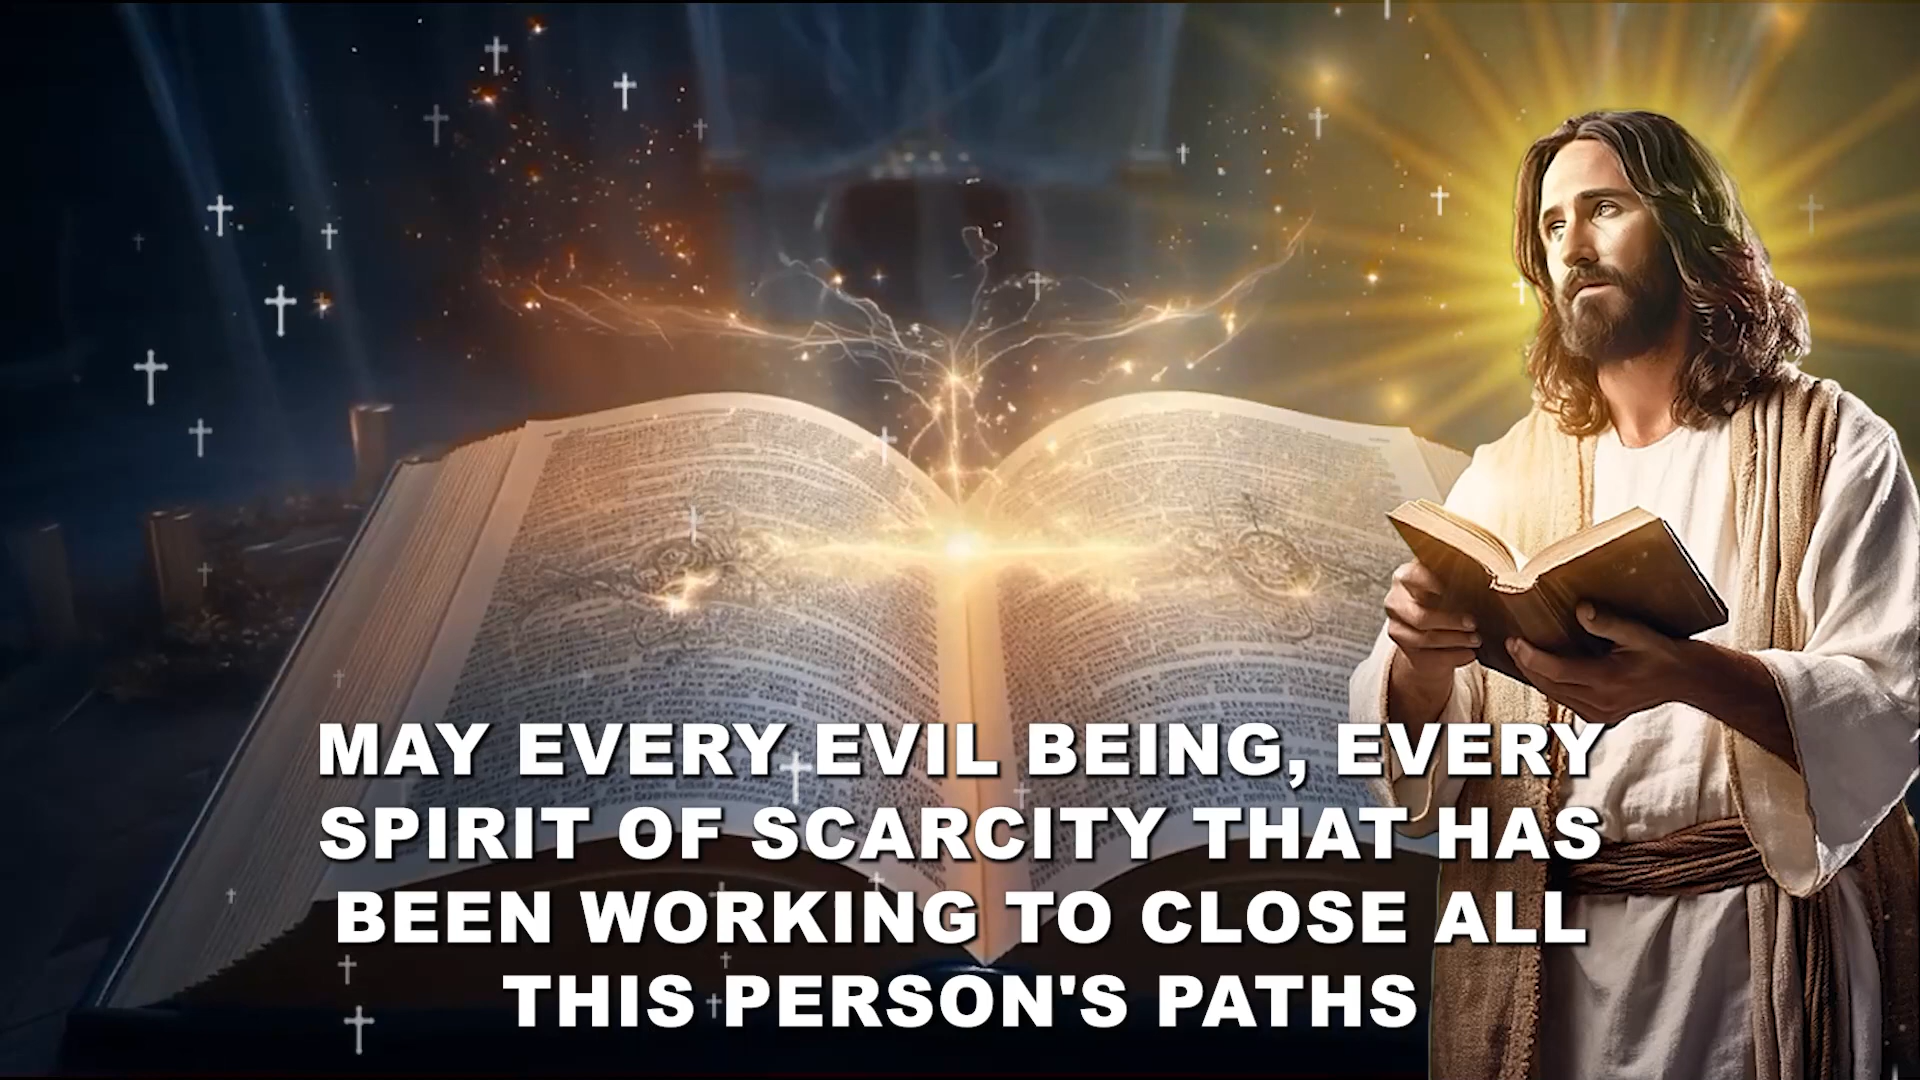 MAY EVERY EVIL BEING, EVERY
SPIRIT OF SCARCITY THAT HAS
BEEN WORKING TO CLOSE ALL
THIS PERSON'S PATHS